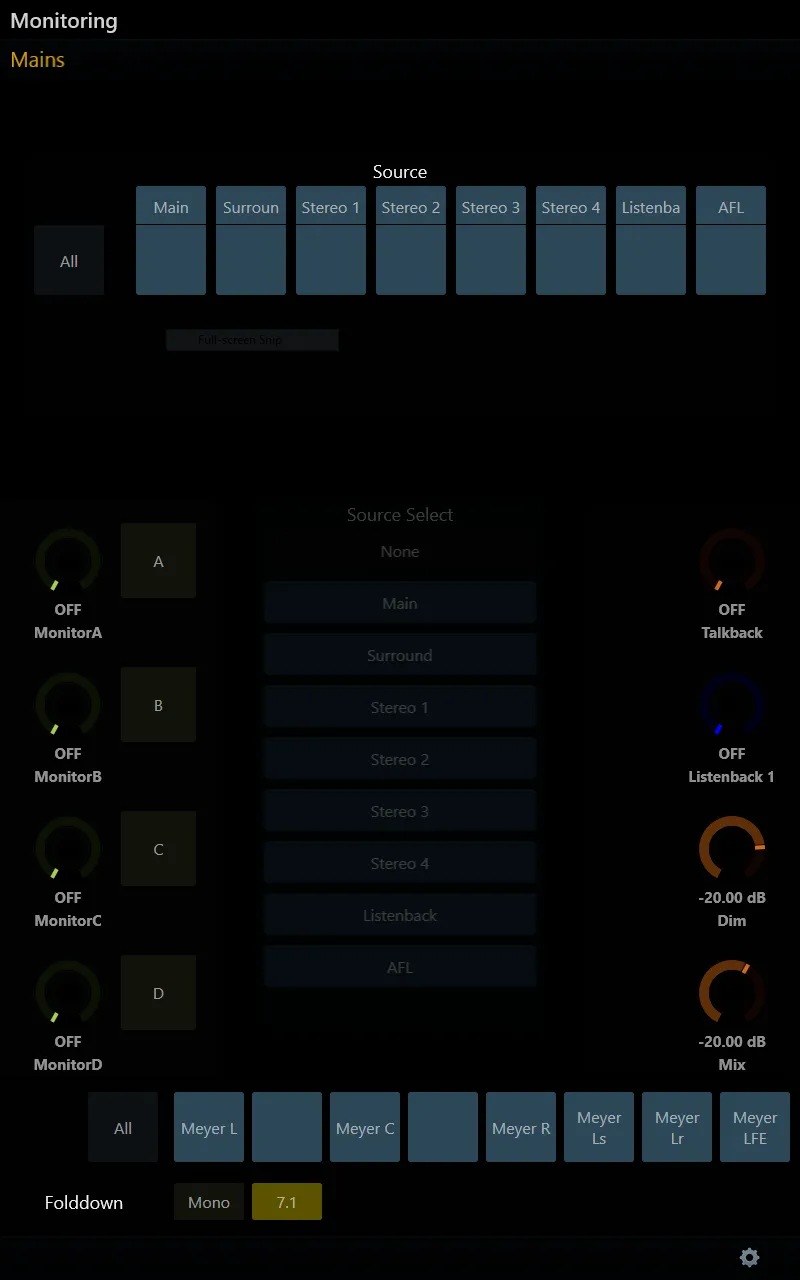 Monitoring
Mains
Source
Main Surroun Stereo 1 Stereo 2 Stereo 3 Stereo 4 Listenba AFL
All
Full-screen Snip
Source Select
None
A
OFF
MonitorA
Main
OFF
Talkback
Surround
Stereo 1
B
OFF
MonitorB
Stereo 2
OFF
Listenback 1
Stereo 3
C
Stereo 4
OFF
MonitorC
Listenback
-20.00 dB
Dim
AFL
D
OFF
MonitorD
-20.00 dB
Mix
All Meyer L Meyer C Meyer R
Meyer
Ls
Meyer
Lr
Meyer
LFE
Folddown Mono 7.1